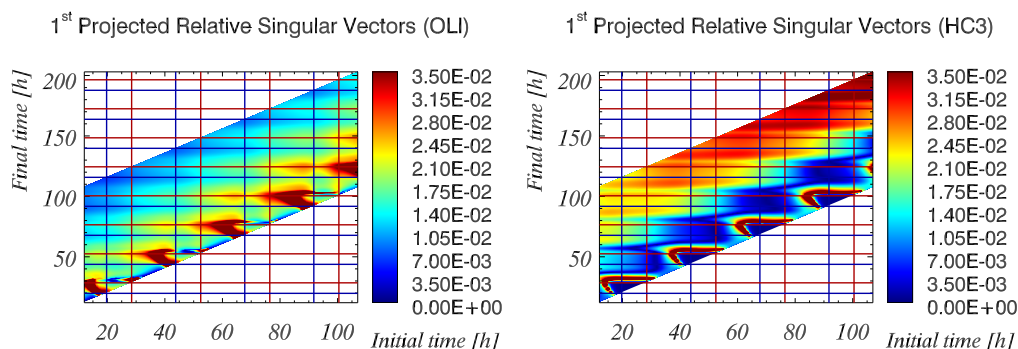 1st Projected Relative Singular Vectors (OLI)
Final time [h]
200
150
100
50
20
40
60
80
100
Initial time [h]
3.50E-02
3.15E-02
2.80E-02
2.45E-02
2.10E-02
1.75E-02
1.40E-02
1.05E-02
7.00E-03
3.50E-03
0.00E+00
1st Projected Relative Singular Vectors (HC3)
Final time [h]
200
150
100
50
20
40
60
80
100
Initial time [h]
3.50E-02
3.15E-02
2.80E-02
2.45E-02
2.10E-02
1.75E-02
1.40E-02
1.05E-02
7.00E-03
3.50E-03
0.00E+00